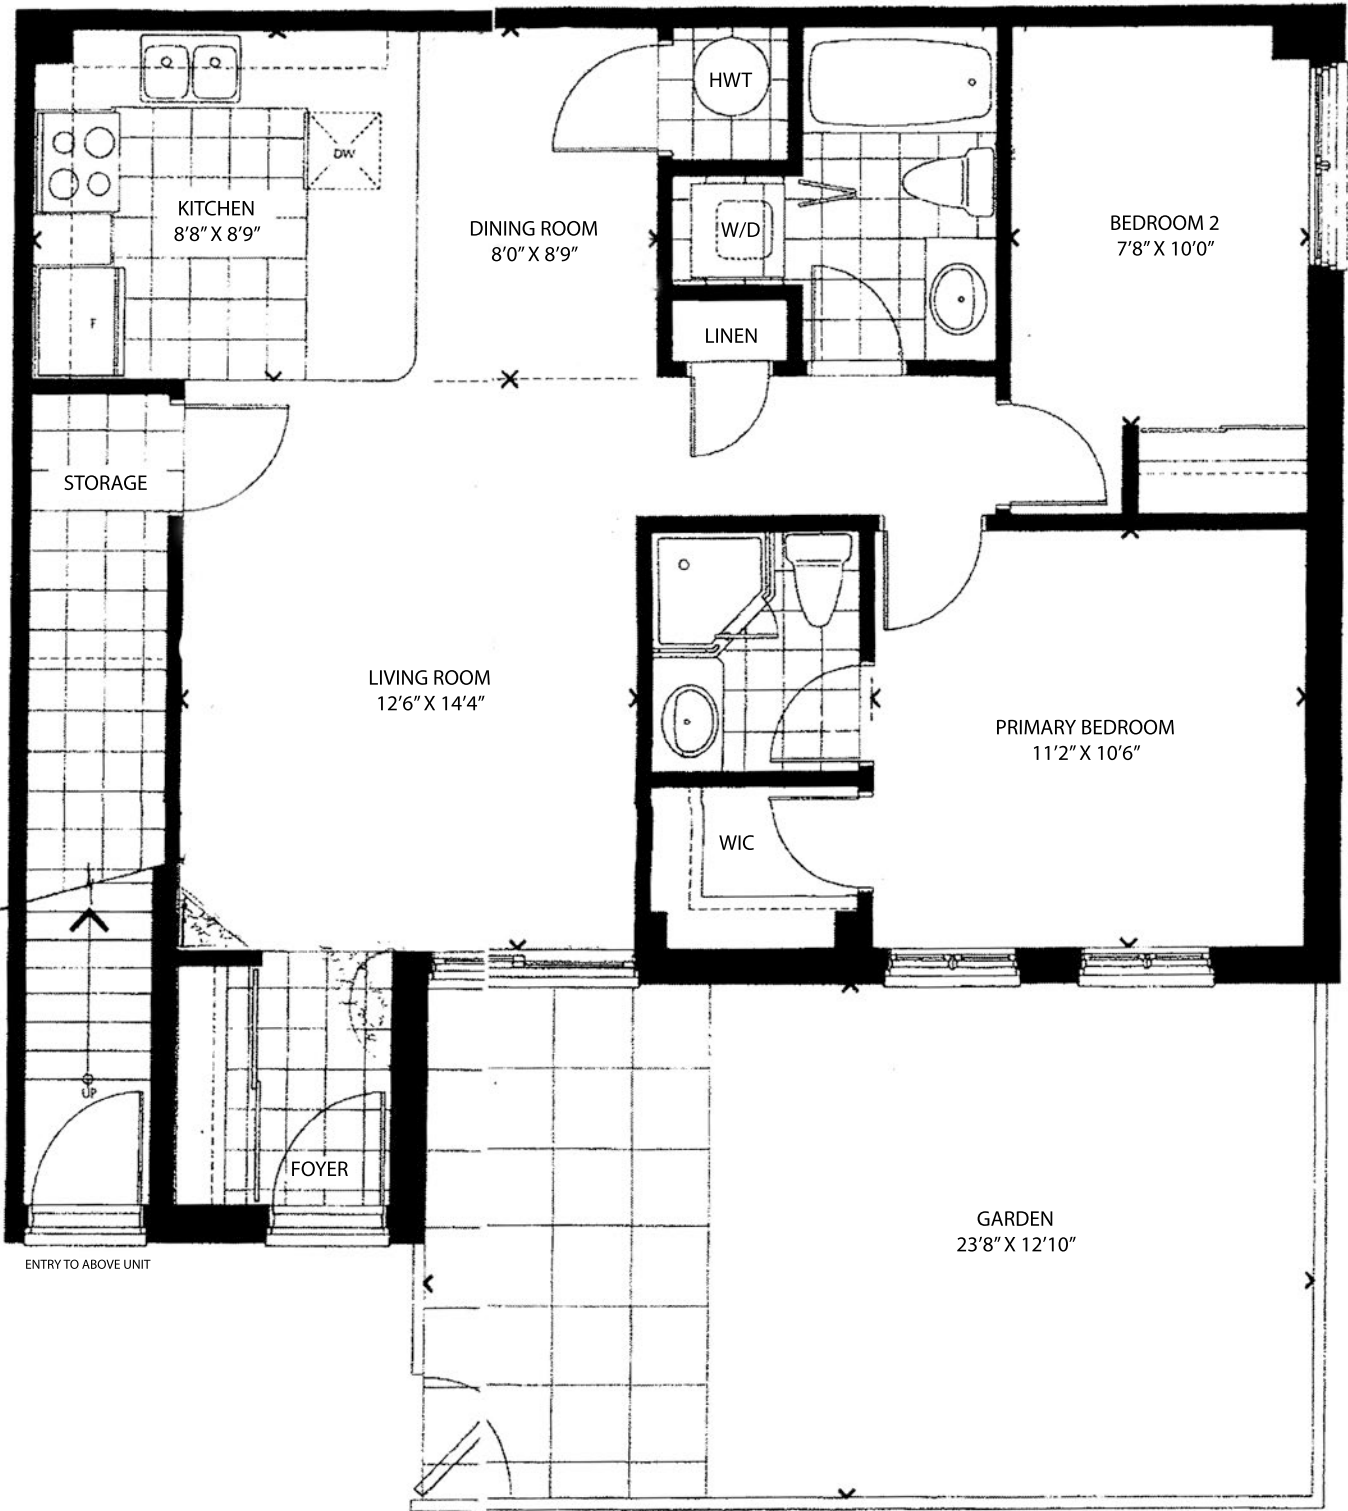 HWT
DW
KITCHEN
8'8" X 8'9"
DINING ROOM
8'0" X 8'9"
W/D
BEDROOM 2
7'8" X 10'0"
F
LINEN
STORAGE
LIVING ROOM
12'6" X 14'4"
PRIMARY BEDROOM
11'2" X 10'6"
WIC
UP
FOYER
GARDEN
23'8" X 12'10"
ENTRY TO ABOVE UNIT